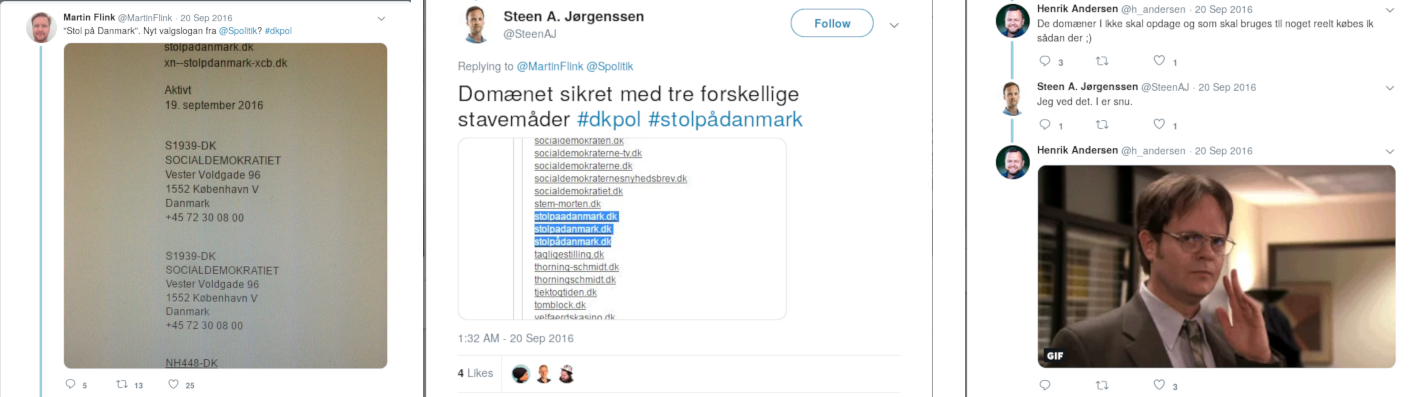 Martin Flink @MartinFlink · 20 Sep 2016
"Stol på Danmark". Nyt valgslogan fra @Spolitik? #dkpol
stolpadanmark.dk
xn--stolpdanmark-xcb.dk
Aktivt
19. september 2016
S1939-DK
SOCIALDEMOKRATIET
Vester Voldgade 96
1552 København V
Danmark
+45 72 30 08 00
S1939-DK
SOCIALDEMOKRATIET
Vester Voldgade 96
1552 København V
Danmark
+45 72 30 08 00
NH448-DK
5 13 25
Steen A. Jørgenssen
@SteenAJ
Follow
Replying to @MartinFlink @Spolitik
Domænet sikret med tre forskellige
stavemåder #dkpol #stolpådanmark
socialdemokraten.dk
socialdemokraterne-tv.dk
socialdemokraterne.dk
socialdemokraternesnyhedsbrev.dk
socialdemokratiet.dk
stem-morten.dk
stolpaadanmark.dk
stolpadanmark.dk
stolpådanmark.dk
tagligestilling.dk
thorning-schmidt.dk
thorningschmidt.dk
tjektogtiden.dk
tomblock.dk
velfaerdskasino.dk
1:32 AM - 20 Sep 2016
4 Likes
Henrik Andersen @h_andersen · 20 Sep 2016
De domæner I ikke skal opdage og som skal bruges til noget reelt købes ik
sådan der ;)
3 1
Steen A. Jørgenssen @SteenAJ · 20 Sep 2016
Jeg ved det. I er snu.
1 1
Henrik Andersen @h_andersen · 20 Sep 2016
GIF
3